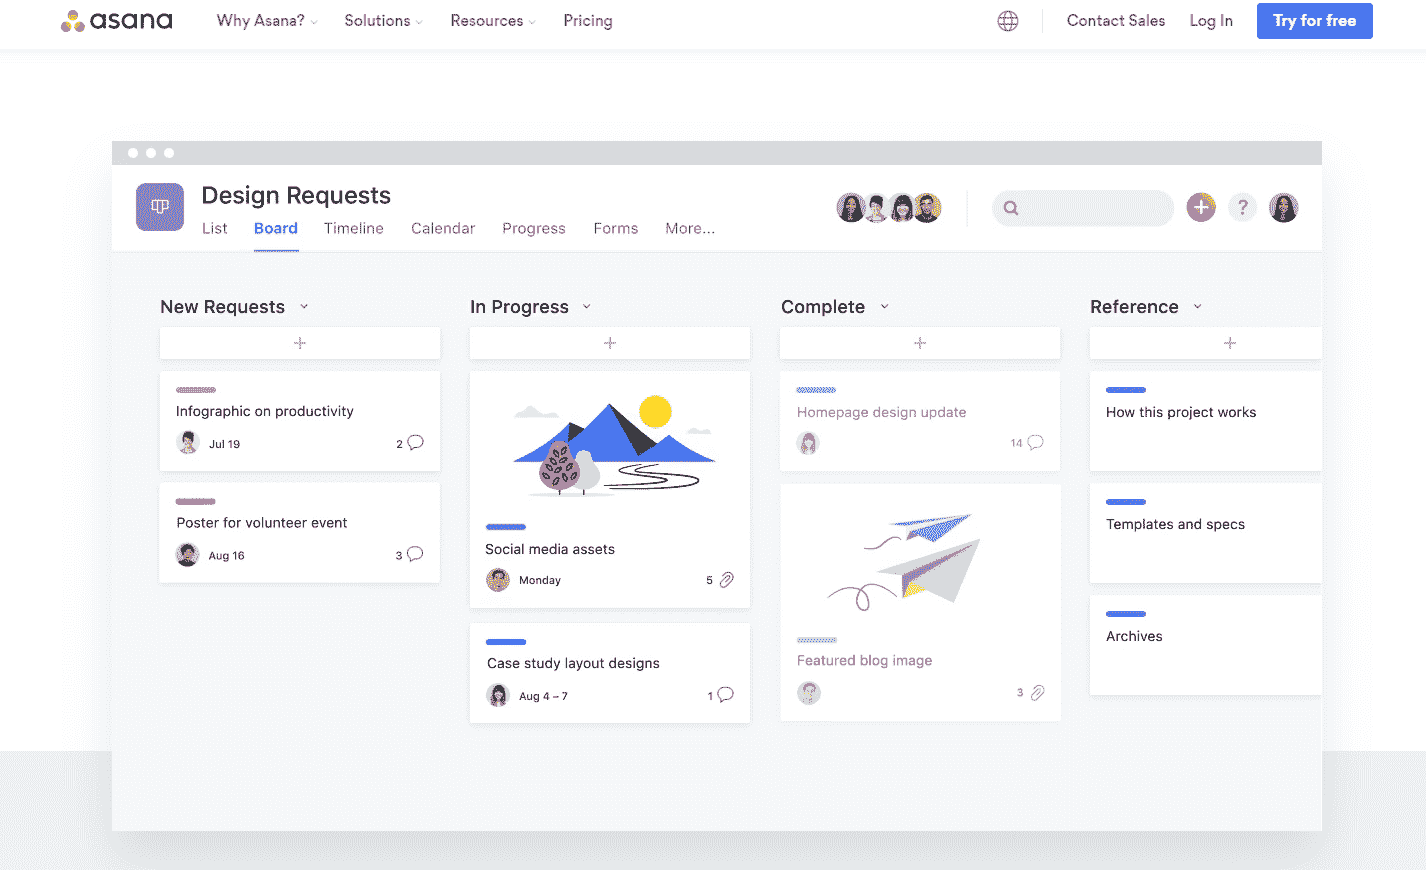 asana Why Asana? Solutions Resources Pricing Contact Sales Log In Try for free
Design Requests
List Board Timeline Calendar Progress Forms More...
?
New Requests
Infographic on productivity
Jul 19 2
Poster for volunteer event
Aug 16 3
In Progress
Social media assets
Monday 5
Case study layout designs
Aug 4 – 7 1
Complete
Homepage design update
14
Featured blog image
3
Reference
How this project works
Templates and specs
Archives